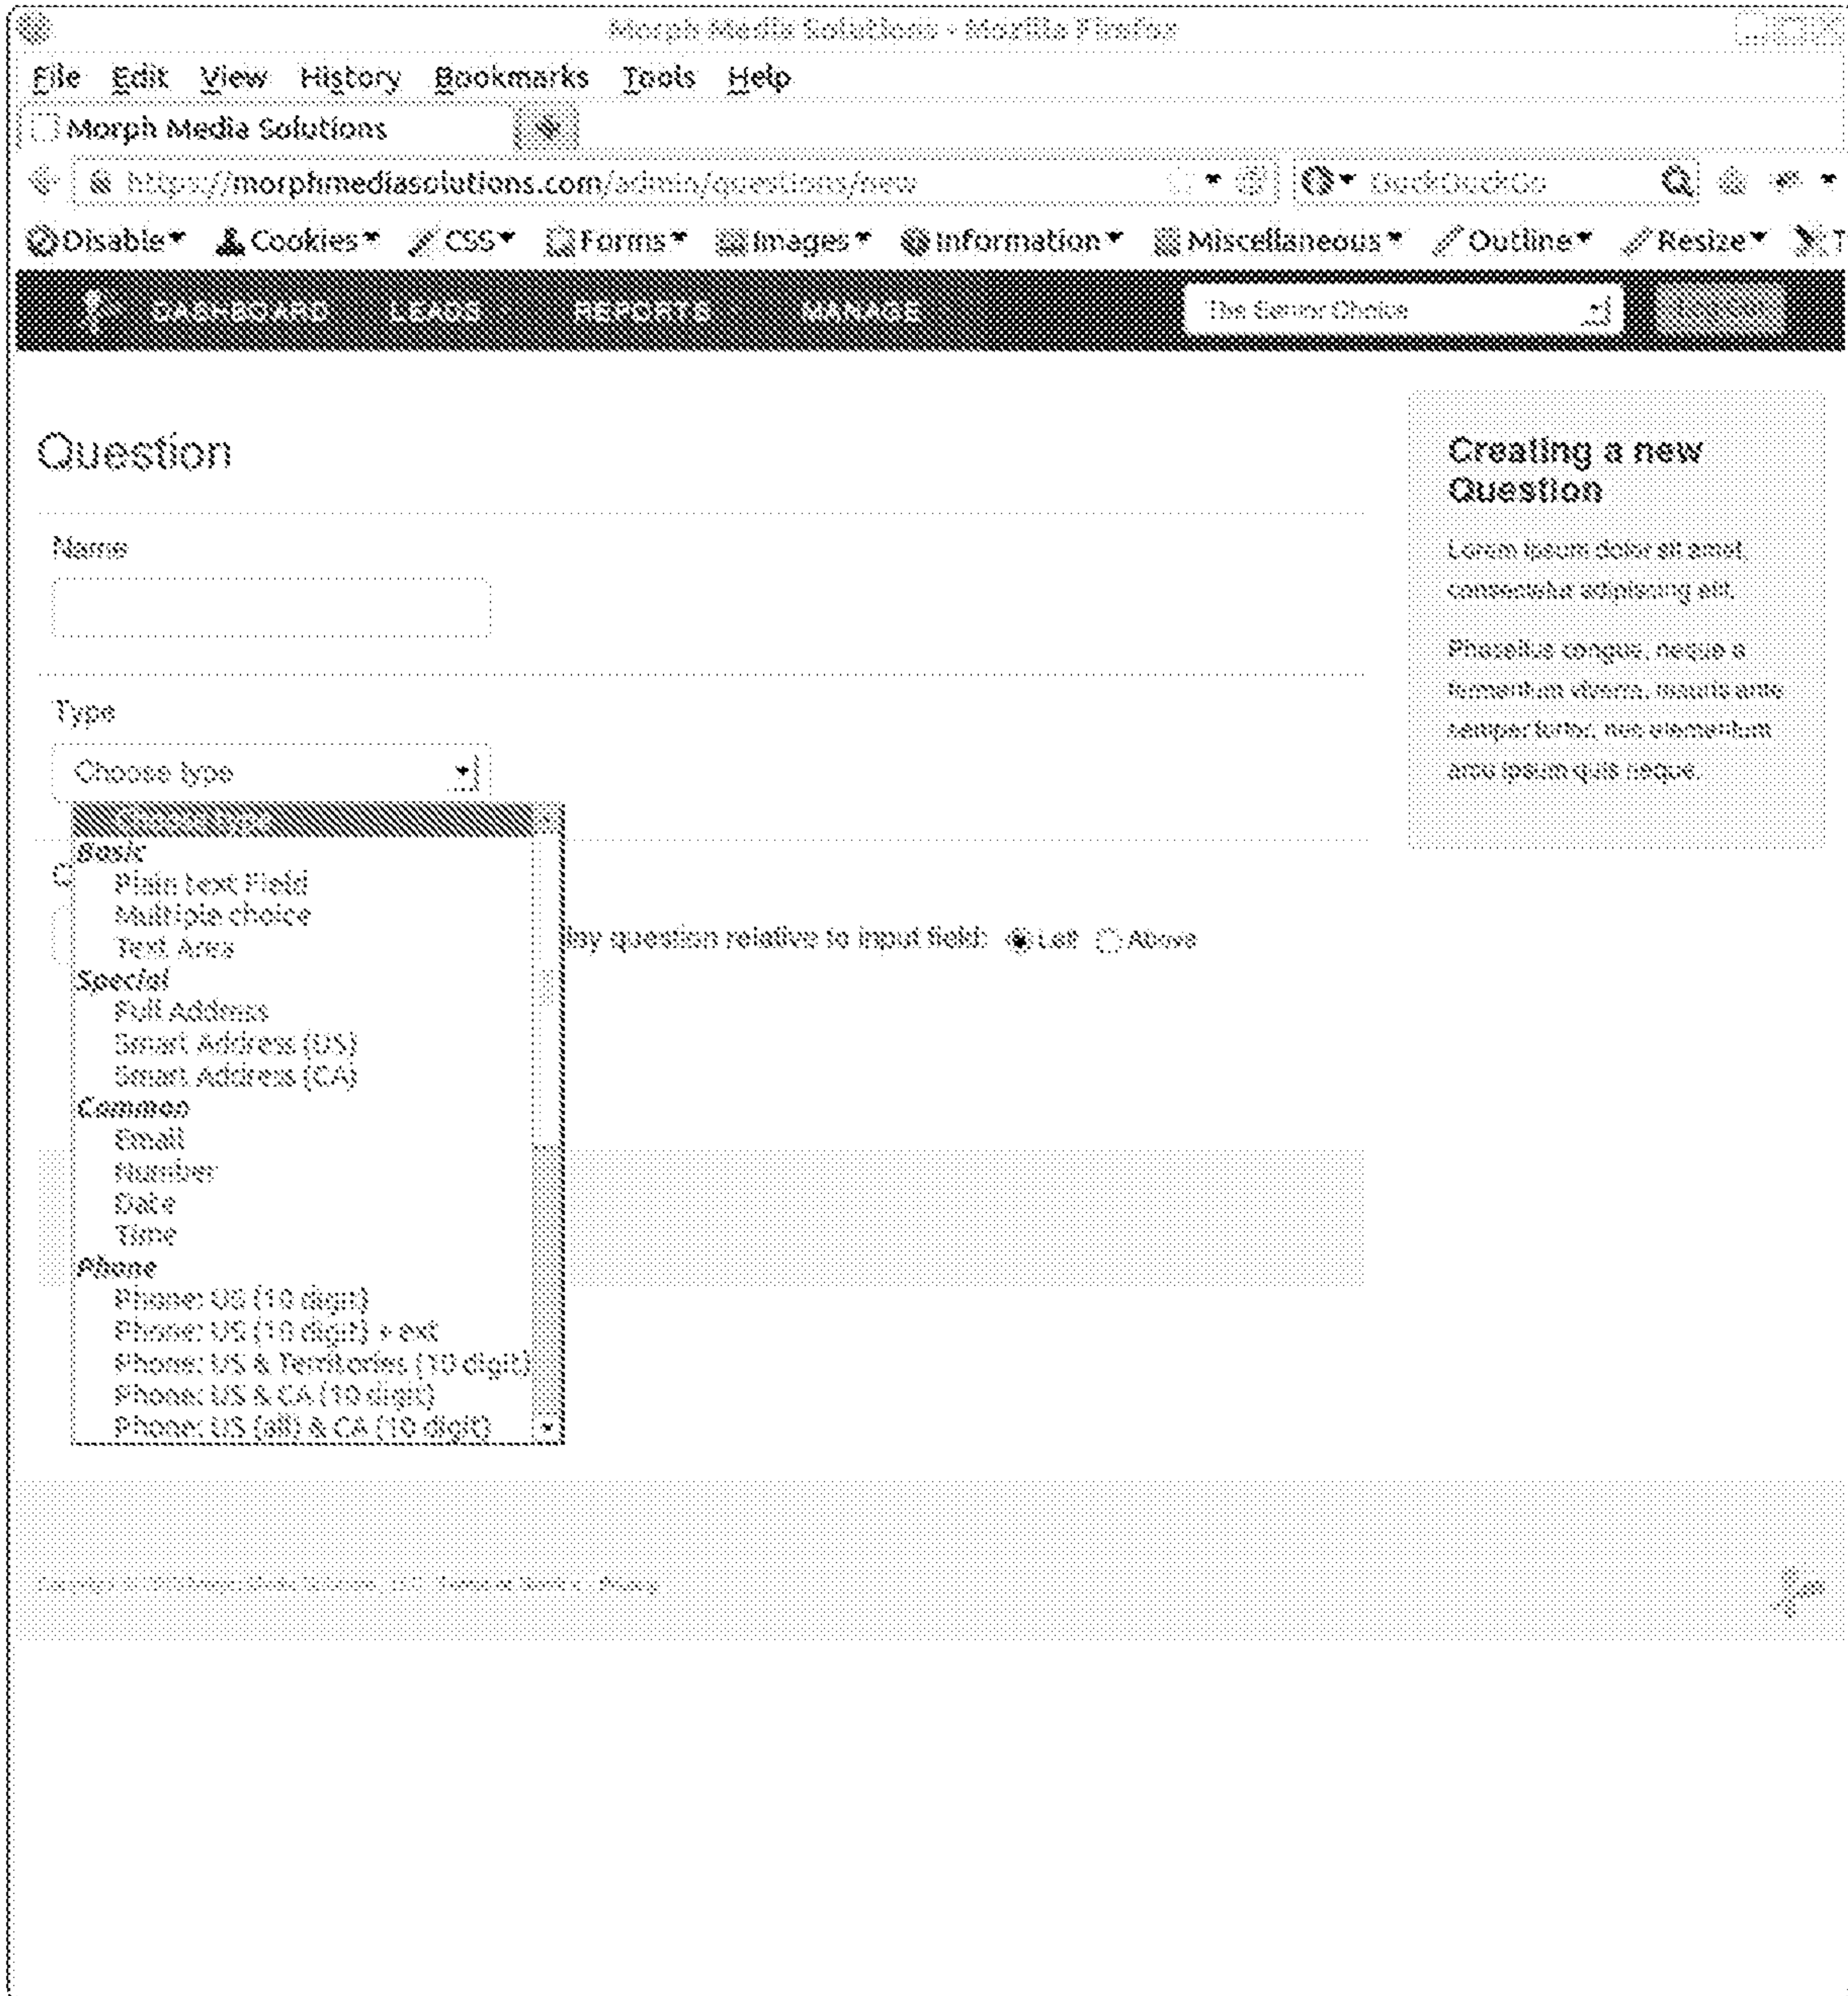 Morph Media Solutions - Mozilla Firefox
File Edit View History Bookmarks Tools Help
Morph Media Solutions
https://morphmediasolutions.com/admin/questions/new DuckDuckGo
Disable Cookies CSS Forms Images Information Miscellaneous Outline Resize T
DASHBOARD LEADS REPORTS MANAGE The Senior Choice
Question
Name
Type
Choose type
Choose type
Basic
Plain text Field
Multiple choice
Text Area
Special
Full Address
Smart Address (US)
Smart Address (CA)
Common
Email
Number
Date
Time
Phone
Phone: US (10 digit)
Phone: US (10 digit) + ext
Phone: US & Territories (10 digit)
Phone: US & CA (10 digit)
Phone: US (all) & CA (10 digit)
lay question relative to input field: Left Above
Creating a new
Question
Lorem ipsum dolor sit amet,
consectetur adipiscing elit.
Phasellus congue, neque a
fermentum viverra, mauris ante
semper tortor, nec elementum
arcu ipsum quis neque.